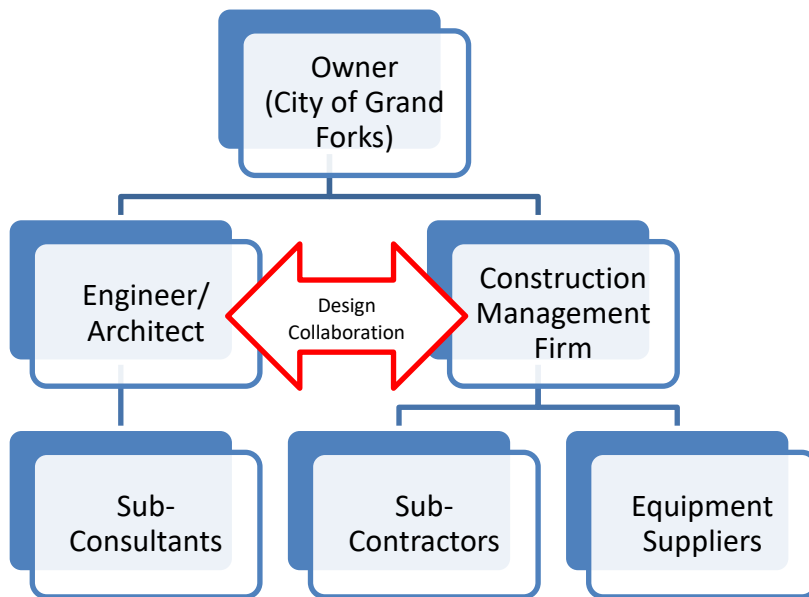 Owner
(City of Grand
Forks)
Engineer/
Architect
Design
Collaboration
Construction
Management
Firm
Sub-
Consultants
Sub-
Contractors
Equipment
Suppliers